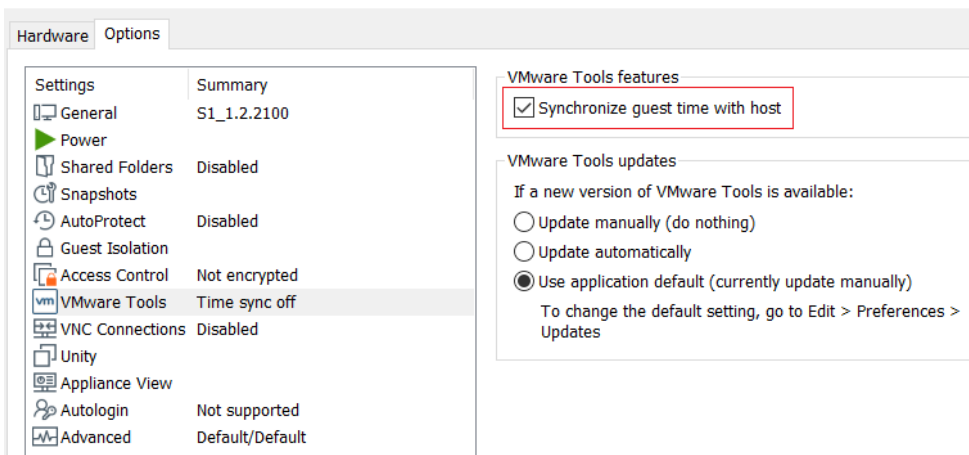 Hardware Options
Settings Summary
General S1_1.2.2100
Power
Shared Folders Disabled
Snapshots
AutoProtect Disabled
Guest Isolation
Access Control Not encrypted
vm VMware Tools Time sync off
VNC Connections Disabled
Unity
Appliance View
Autologin Not supported
Advanced Default/Default
VMware Tools features
Synchronize guest time with host
VMware Tools updates
If a new version of VMware Tools is available:
Update manually (do nothing)
Update automatically
Use application default (currently update manually)
To change the default setting, go to Edit > Preferences >
Updates